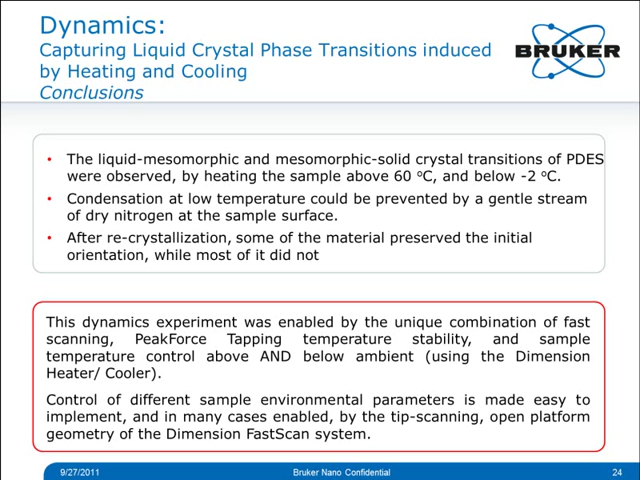 Dynamics:
Capturing Liquid Crystal Phase Transitions induced
by Heating and Cooling
Conclusions
BRUKER
• The liquid-mesomorphic and mesomorphic-solid crystal transitions of PDES
were observed, by heating the sample above 60 ºC, and below -2 ºC.
• Condensation at low temperature could be prevented by a gentle stream
of dry nitrogen at the sample surface.
• After re-crystallization, some of the material preserved the initial
orientation, while most of it did not
This dynamics experiment was enabled by the unique combination of fast
scanning, PeakForce Tapping temperature stability, and sample
temperature control above AND below ambient (using the Dimension
Heater/ Cooler).
Control of different sample environmental parameters is made easy to
implement, and in many cases enabled, by the tip-scanning, open platform
geometry of the Dimension FastScan system.
9/27/2011
Bruker Nano Confidential
24